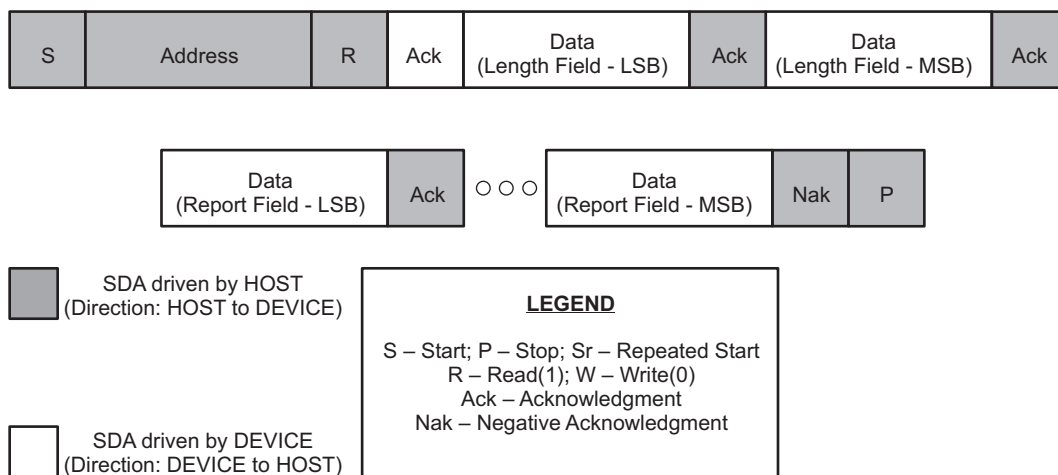 S Address R Ack Data (Length Field - LSB) Ack Data (Length Field - MSB) Ack
Data (Report Field - LSB) Ack Data (Report Field - MSB) Nak P
SDA driven by HOST
(Direction: HOST to DEVICE)
LEGEND
S – Start; P – Stop; Sr – Repeated Start
R – Read(1); W – Write(0)
Ack – Acknowledgment
Nak – Negative Acknowledgment
SDA driven by DEVICE
(Direction: DEVICE to HOST)